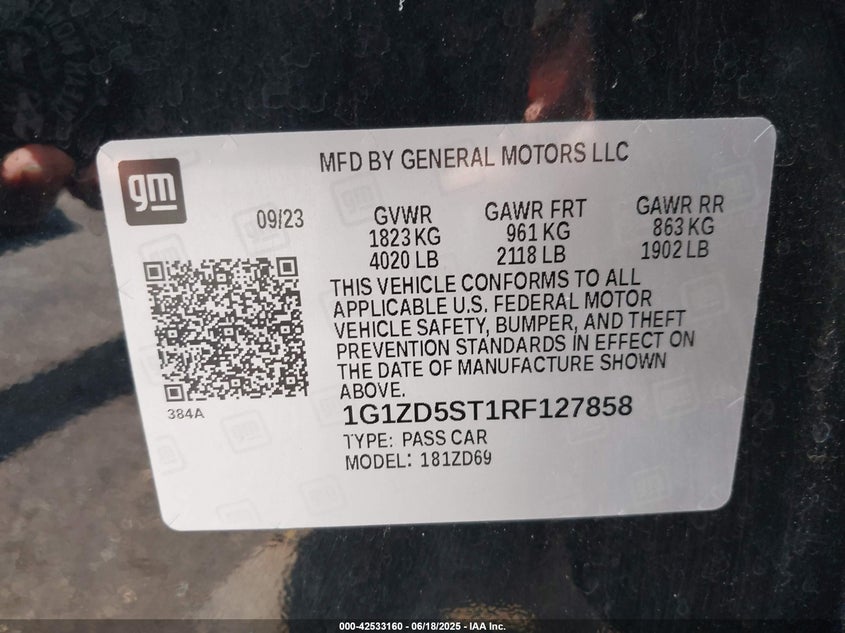 MFD BY GENERAL MOTORS LLC
gm
09/23
GVWR GAWR FRT GAWR RR
1823 KG 961 KG 863 KG
4020 LB 2118 LB 1902 LB
THIS VEHICLE CONFORMS TO ALL
APPLICABLE U.S. FEDERAL MOTOR
VEHICLE SAFETY, BUMPER, AND THEFT
PREVENTION STANDARDS IN EFFECT ON
THE DATE OF MANUFACTURE SHOWN
ABOVE.
384A
1G1ZD5ST1RF127858
TYPE: PASS CAR
MODEL: 181ZD69
000-42533160 - 06/18/2025 - IAA Inc.